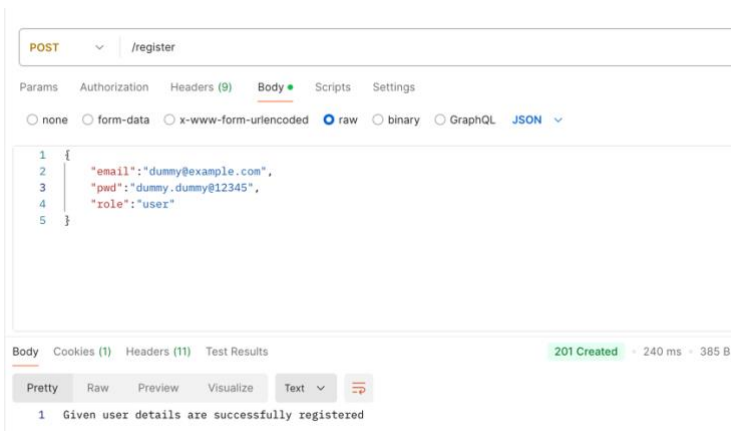 POST /register
Params Authorization Headers (9) Body Scripts Settings
none form-data x-www-form-urlencoded raw binary GraphQL JSON
1 {
2 "email":"dummy@example.com",
3 "pwd":"dummy.dummy@12345",
4 "role":"user"
5 }
Body Cookies (1) Headers (11) Test Results 201 Created 240 ms 385 B
Pretty Raw Preview Visualize Text
1 Given user details are successfully registered